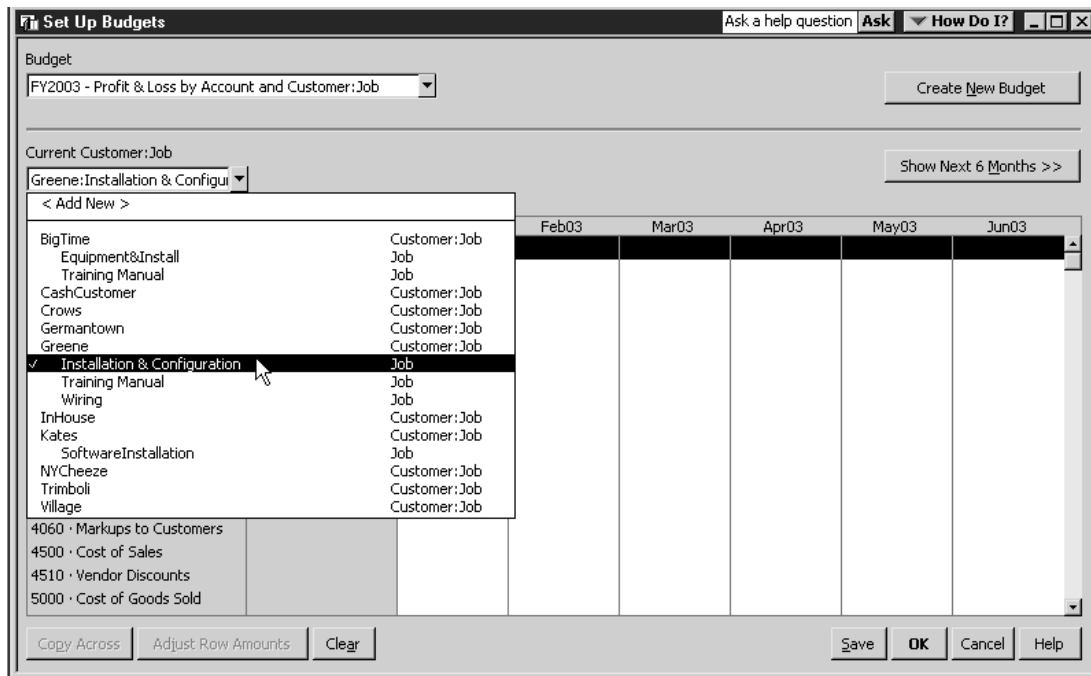 Set Up Budgets Ask a help question Ask How Do I?
Budget
FY2003 - Profit & Loss by Account and Customer:Job
Create New Budget
Current Customer:Job
Greene:Installation & Configu
Show Next 6 Months >>
< Add New >
Feb03 Mar03 Apr03 May03 Jun03
BigTime Customer:Job
Equipment&Install Job
Training Manual Job
CashCustomer Customer:Job
Crows Customer:Job
Germantown Customer:Job
Greene Customer:Job
✓ Installation & Configuration Job
Training Manual Job
Wiring Job
InHouse Customer:Job
Kates Customer:Job
SoftwareInstallation Job
NYCheeze Customer:Job
Trimboli Customer:Job
Village Customer:Job
4060 · Markups to Customers
4500 · Cost of Sales
4510 · Vendor Discounts
5000 · Cost of Goods Sold
Copy Across Adjust Row Amounts Clear Save OK Cancel Help